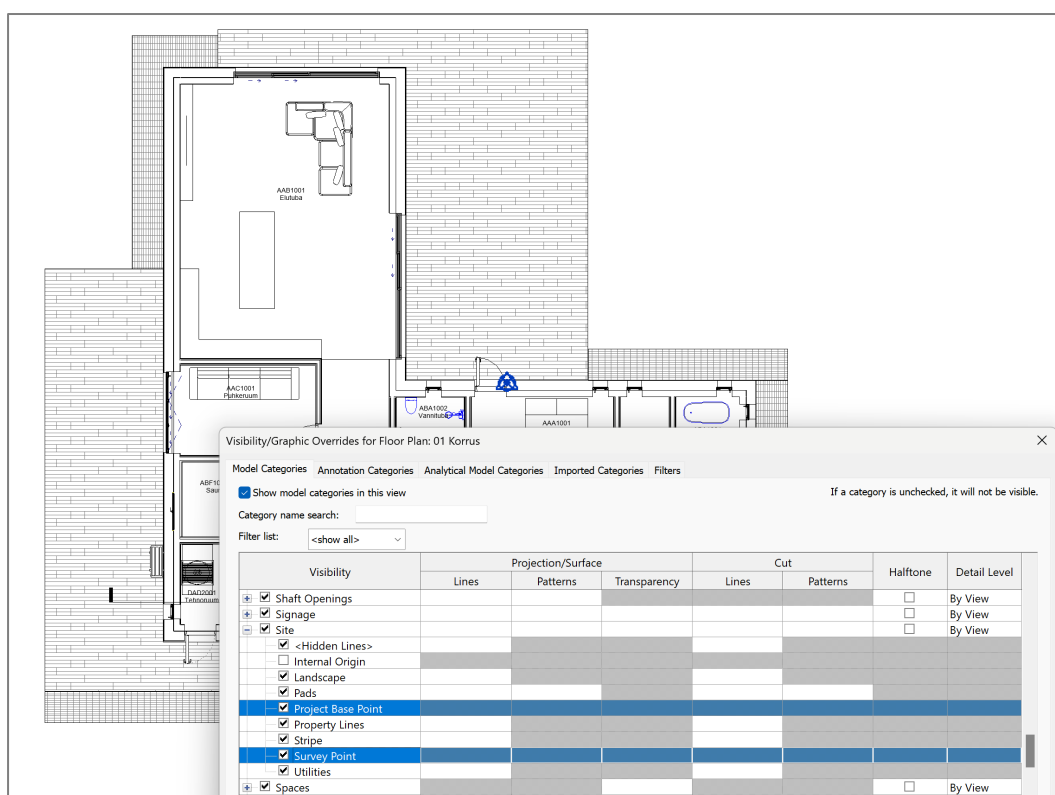 AAB1001
Elutuba
AAC1001
Puhkeruum
ABA1002
Vannituba
AAA1001
Visibility/Graphic Overrides for Floor Plan: 01 Korrus
Model Categories Annotation Categories Analytical Model Categories Imported Categories Filters
Show model categories in this view If a category is unchecked, it will not be visible.
Category name search:
Filter list: <show all>
Visibility Projection/Surface Cut Halftone Detail Level
Lines Patterns Transparency Lines Patterns
Shaft Openings By View
Signage By View
Site By View
<Hidden Lines>
Internal Origin
Landscape
Pads
Project Base Point
Property Lines
Stripe
Survey Point
Utilities
Spaces By View
ABF10
Sau
DAD2001
Tehnoruum